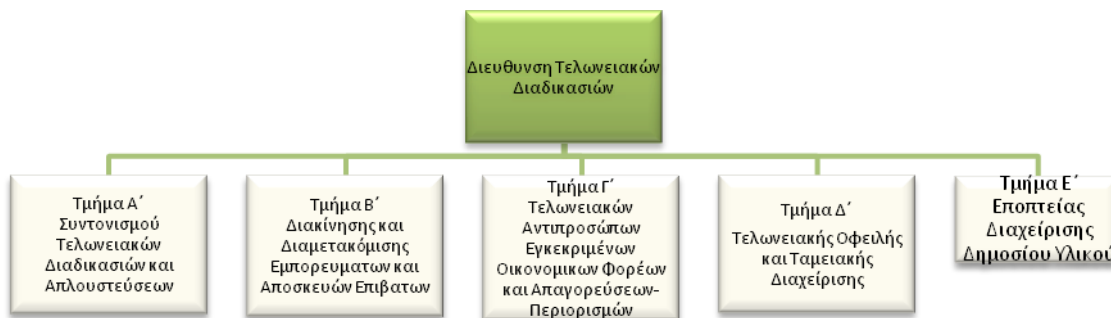 Διευθυνση Τελωνειακών
Διαδικασιών
Τμήμα Α΄
Συντονισμού
Τελωνειακών
Διαδικασιών και
Απλουστεύσεων
Τμήμα Β΄
Διακίνησης και
Διαμετακόμισης
Εμπορευματων και
Αποσκευών Επιβατων
Τμήμα Γ΄
Τελωνειακών
Αντιπροσώπων
Εγκεκριμένων
Οικονομικων Φορέων
και Απαγορεύσεων-
Περιορισμών
Τμήμα Δ΄
Τελωνειακής Οφειλής
και Ταμειακής
Διαχείρισης
Τμήμα Ε΄
Εποπτείας
Διαχείρισης
Δημοσίου Υλικού